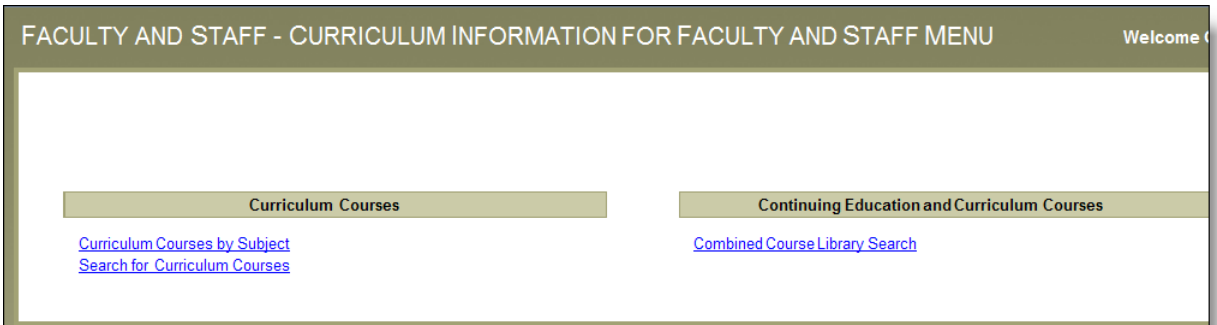 FACULTY AND STAFF - CURRICULUM INFORMATION FOR FACULTY AND STAFF MENU
Welcome
Curriculum Courses
Curriculum Courses by Subject
Search for Curriculum Courses
Continuing Education and Curriculum Courses
Combined Course Library Search